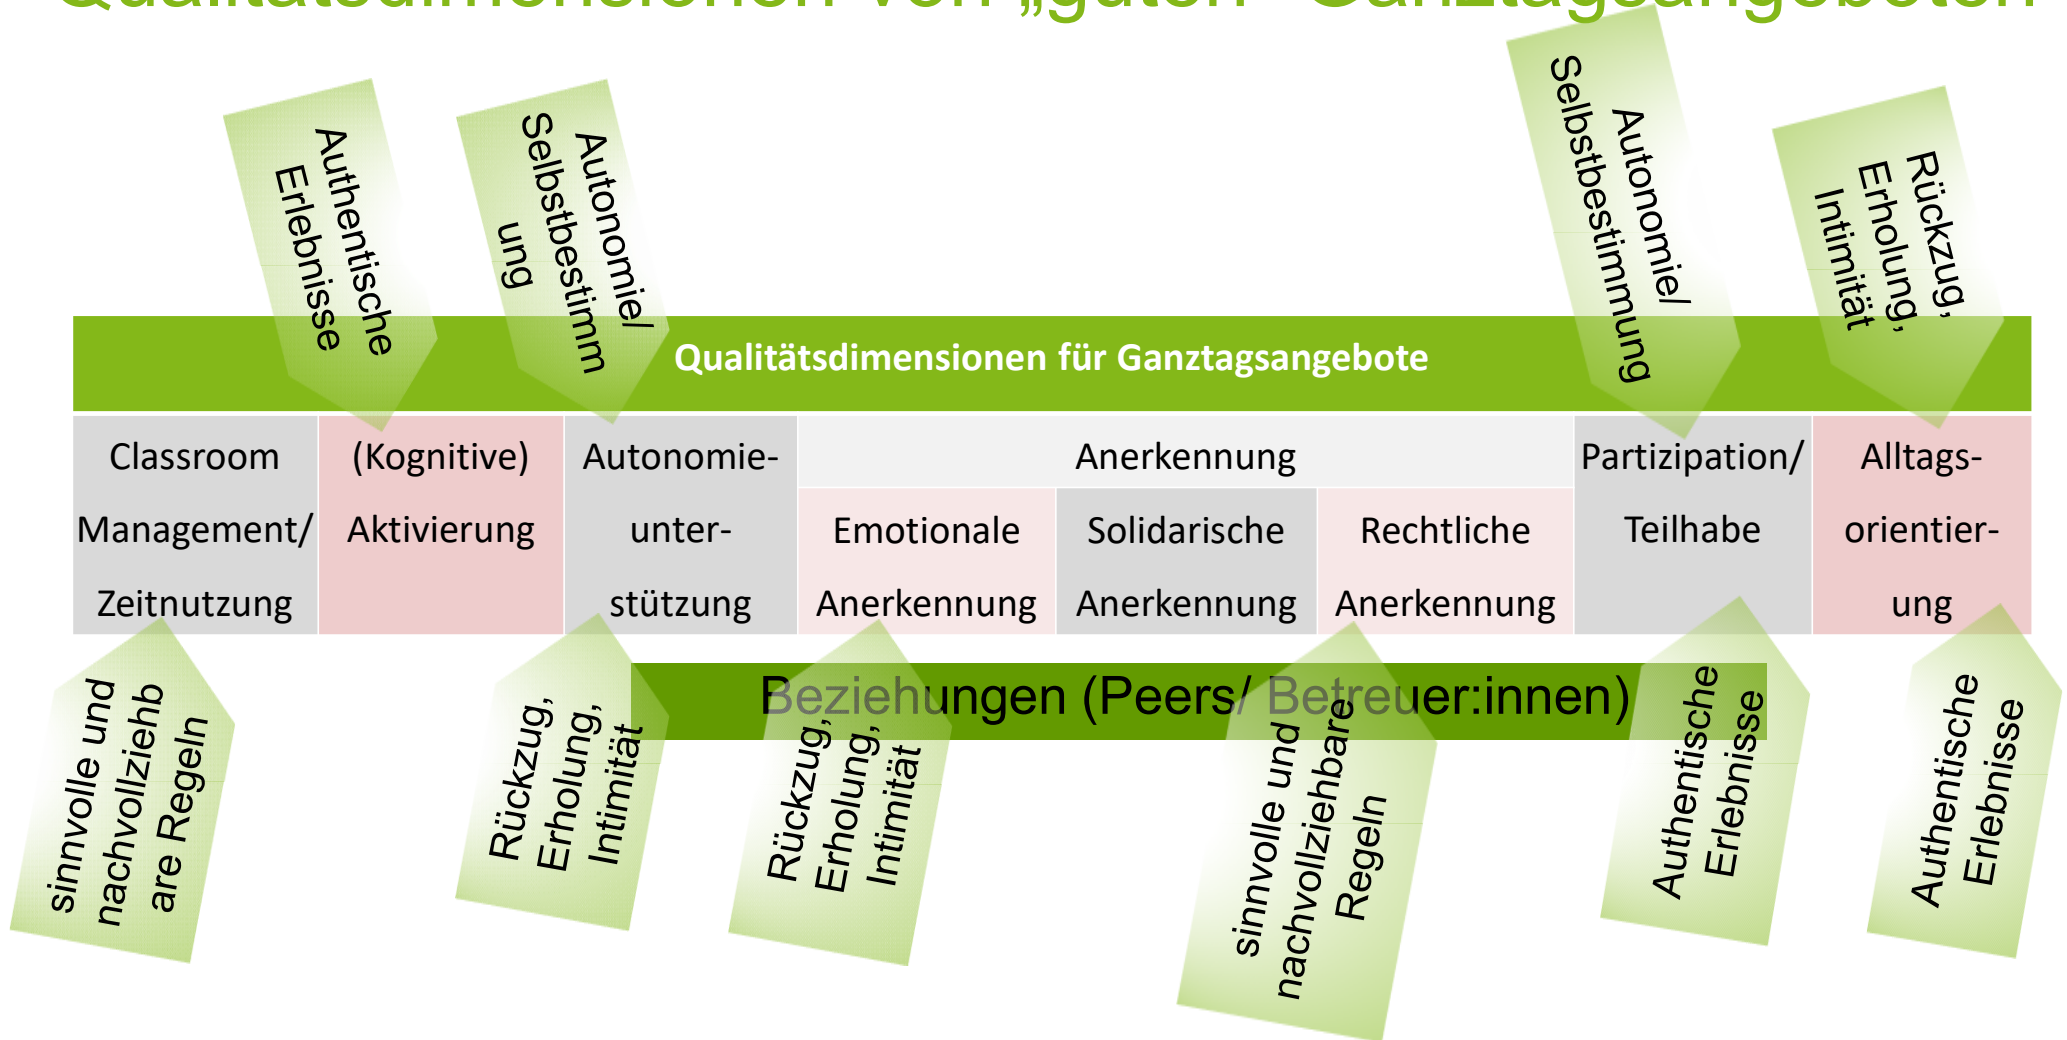 Qualitätsdimensionen von „guten“ Ganztagsangeboten
Authentische
Erlebnisse
Autonomie/
Selbstbestimm
ung
Autonomie/
Selbstbestimmung
Rückzug,
Erholung,
Intimität
Qualitätsdimensionen für Ganztagsangebote
Classroom
Management/
Zeitnutzung
(Kognitive)
Aktivierung
Autonomie-
unter-
stützung
Anerkennung
Emotionale
Anerkennung
Solidarische
Anerkennung
Rechtliche
Anerkennung
Partizipation/
Teilhabe
Alltags-
orientier-
ung
Beziehungen (Peers/ Betreuer:innen)
sinnvolle und
nachvollziehb
are Regeln
Rückzug,
Erholung,
Intimität
Rückzug,
Erholung,
Intimität
sinnvolle und
nachvollziehbare
Regeln
Authentische
Erlebnisse
Authentische
Erlebnisse